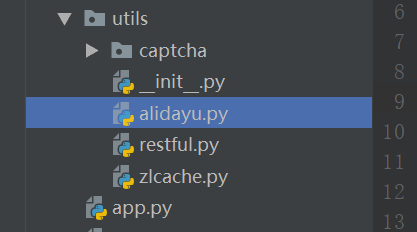 utils
captcha
__init__.py
alidayu.py
restful.py
zlcache.py
app.py
6
7
8
9
10
11
12
13